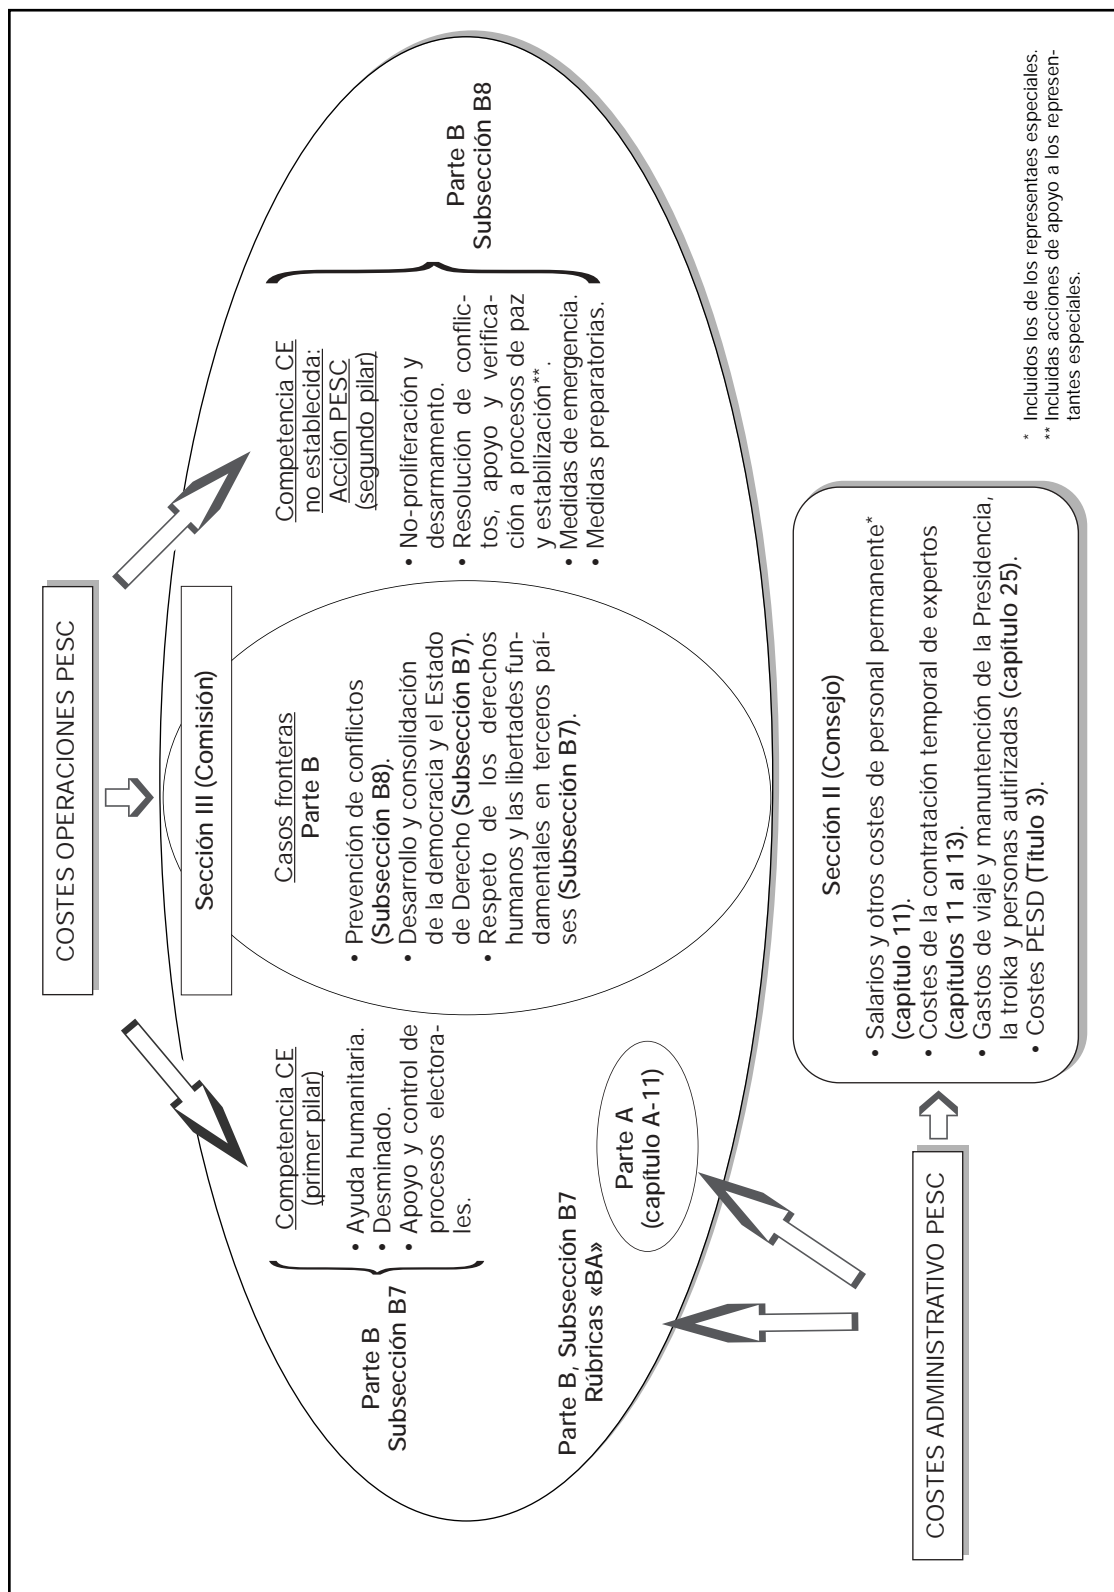 COSTES OPERACIONES PESC
Sección III (Comisión)
Competencia CE
(primer pilar)
• Ayuda humanitaria.
• Desminado.
• Apoyo y control de
procesos electora-
les.
Parte B
Subsección B7
Casos fronteras
Parte B
• Prevención de conflictos
(Subsección B8).
• Desarrollo y consolidación
de la democracia y el Estado
de Derecho (Subsección B7).
• Respeto de los derechos
humanos y las libertades fun-
damentales en terceros paí-
ses (Subsección B7).
Competencia CE
no establecida:
Acción PESC
(segundo pilar)
• No-proliferación y
desarmamento.
• Resolución de conflic-
tos, apoyo y verifica-
ción a procesos de paz
y estabilización**.
• Medidas de emergencia.
• Medidas preparatorias.
Parte B
Subsección B8
Parte B, Subsección B7
Rúbricas «BA»
Parte A
(capítulo A-11)
COSTES ADMINISTRATIVO PESC
Sección II (Consejo)
• Salarios y otros costes de personal permanente*
(capítulo 11).
• Costes de la contratación temporal de expertos
(capítulos 11 al 13).
• Gastos de viaje y manuntención de la Presidencia,
la troika y personas autirizadas (capítulo 25).
• Costes PESD (Título 3).
* Incluidos los de los representaes especiales.
** Incluidas acciones de apoyo a los represen-
tantes especiales.